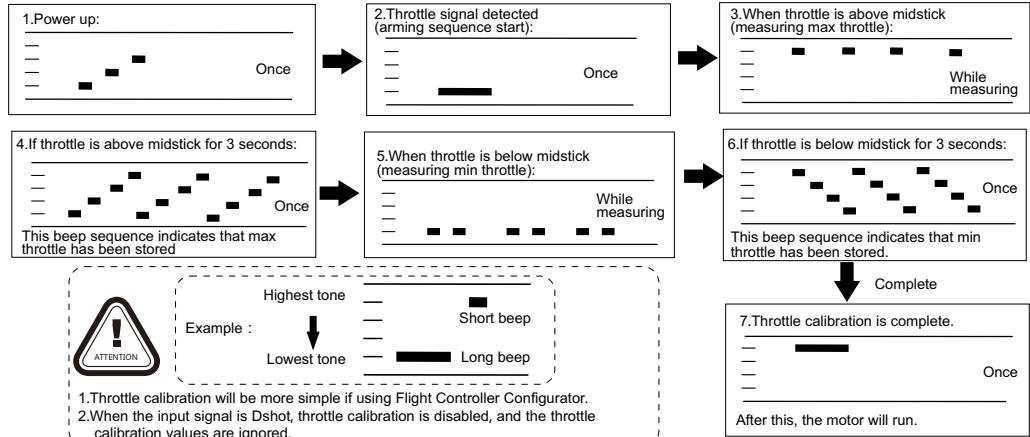 1.Power up:
Once
2.Throttle signal detected
(arming sequence start):
Once
3.When throttle is above midstick
(measuring max throttle):
While
measuring
4.If throttle is above midstick for 3 seconds:
Once
This beep sequence indicates that max
throttle has been stored
5.When throttle is below midstick
(measuring min throttle):
While
measuring
6.If throttle is below midstick for 3 seconds:
Once
This beep sequence indicates that min
throttle has been stored.
Complete
7.Throttle calibration is complete.
Once
After this, the motor will run.
ATTENTION
Example :
Highest tone
Lowest tone
Short beep
Long beep
1.Throttle calibration will be more simple if using Flight Controller Configurator.
2.When the input signal is Dshot, throttle calibration is disabled, and the throttle
calibration values are ignored.